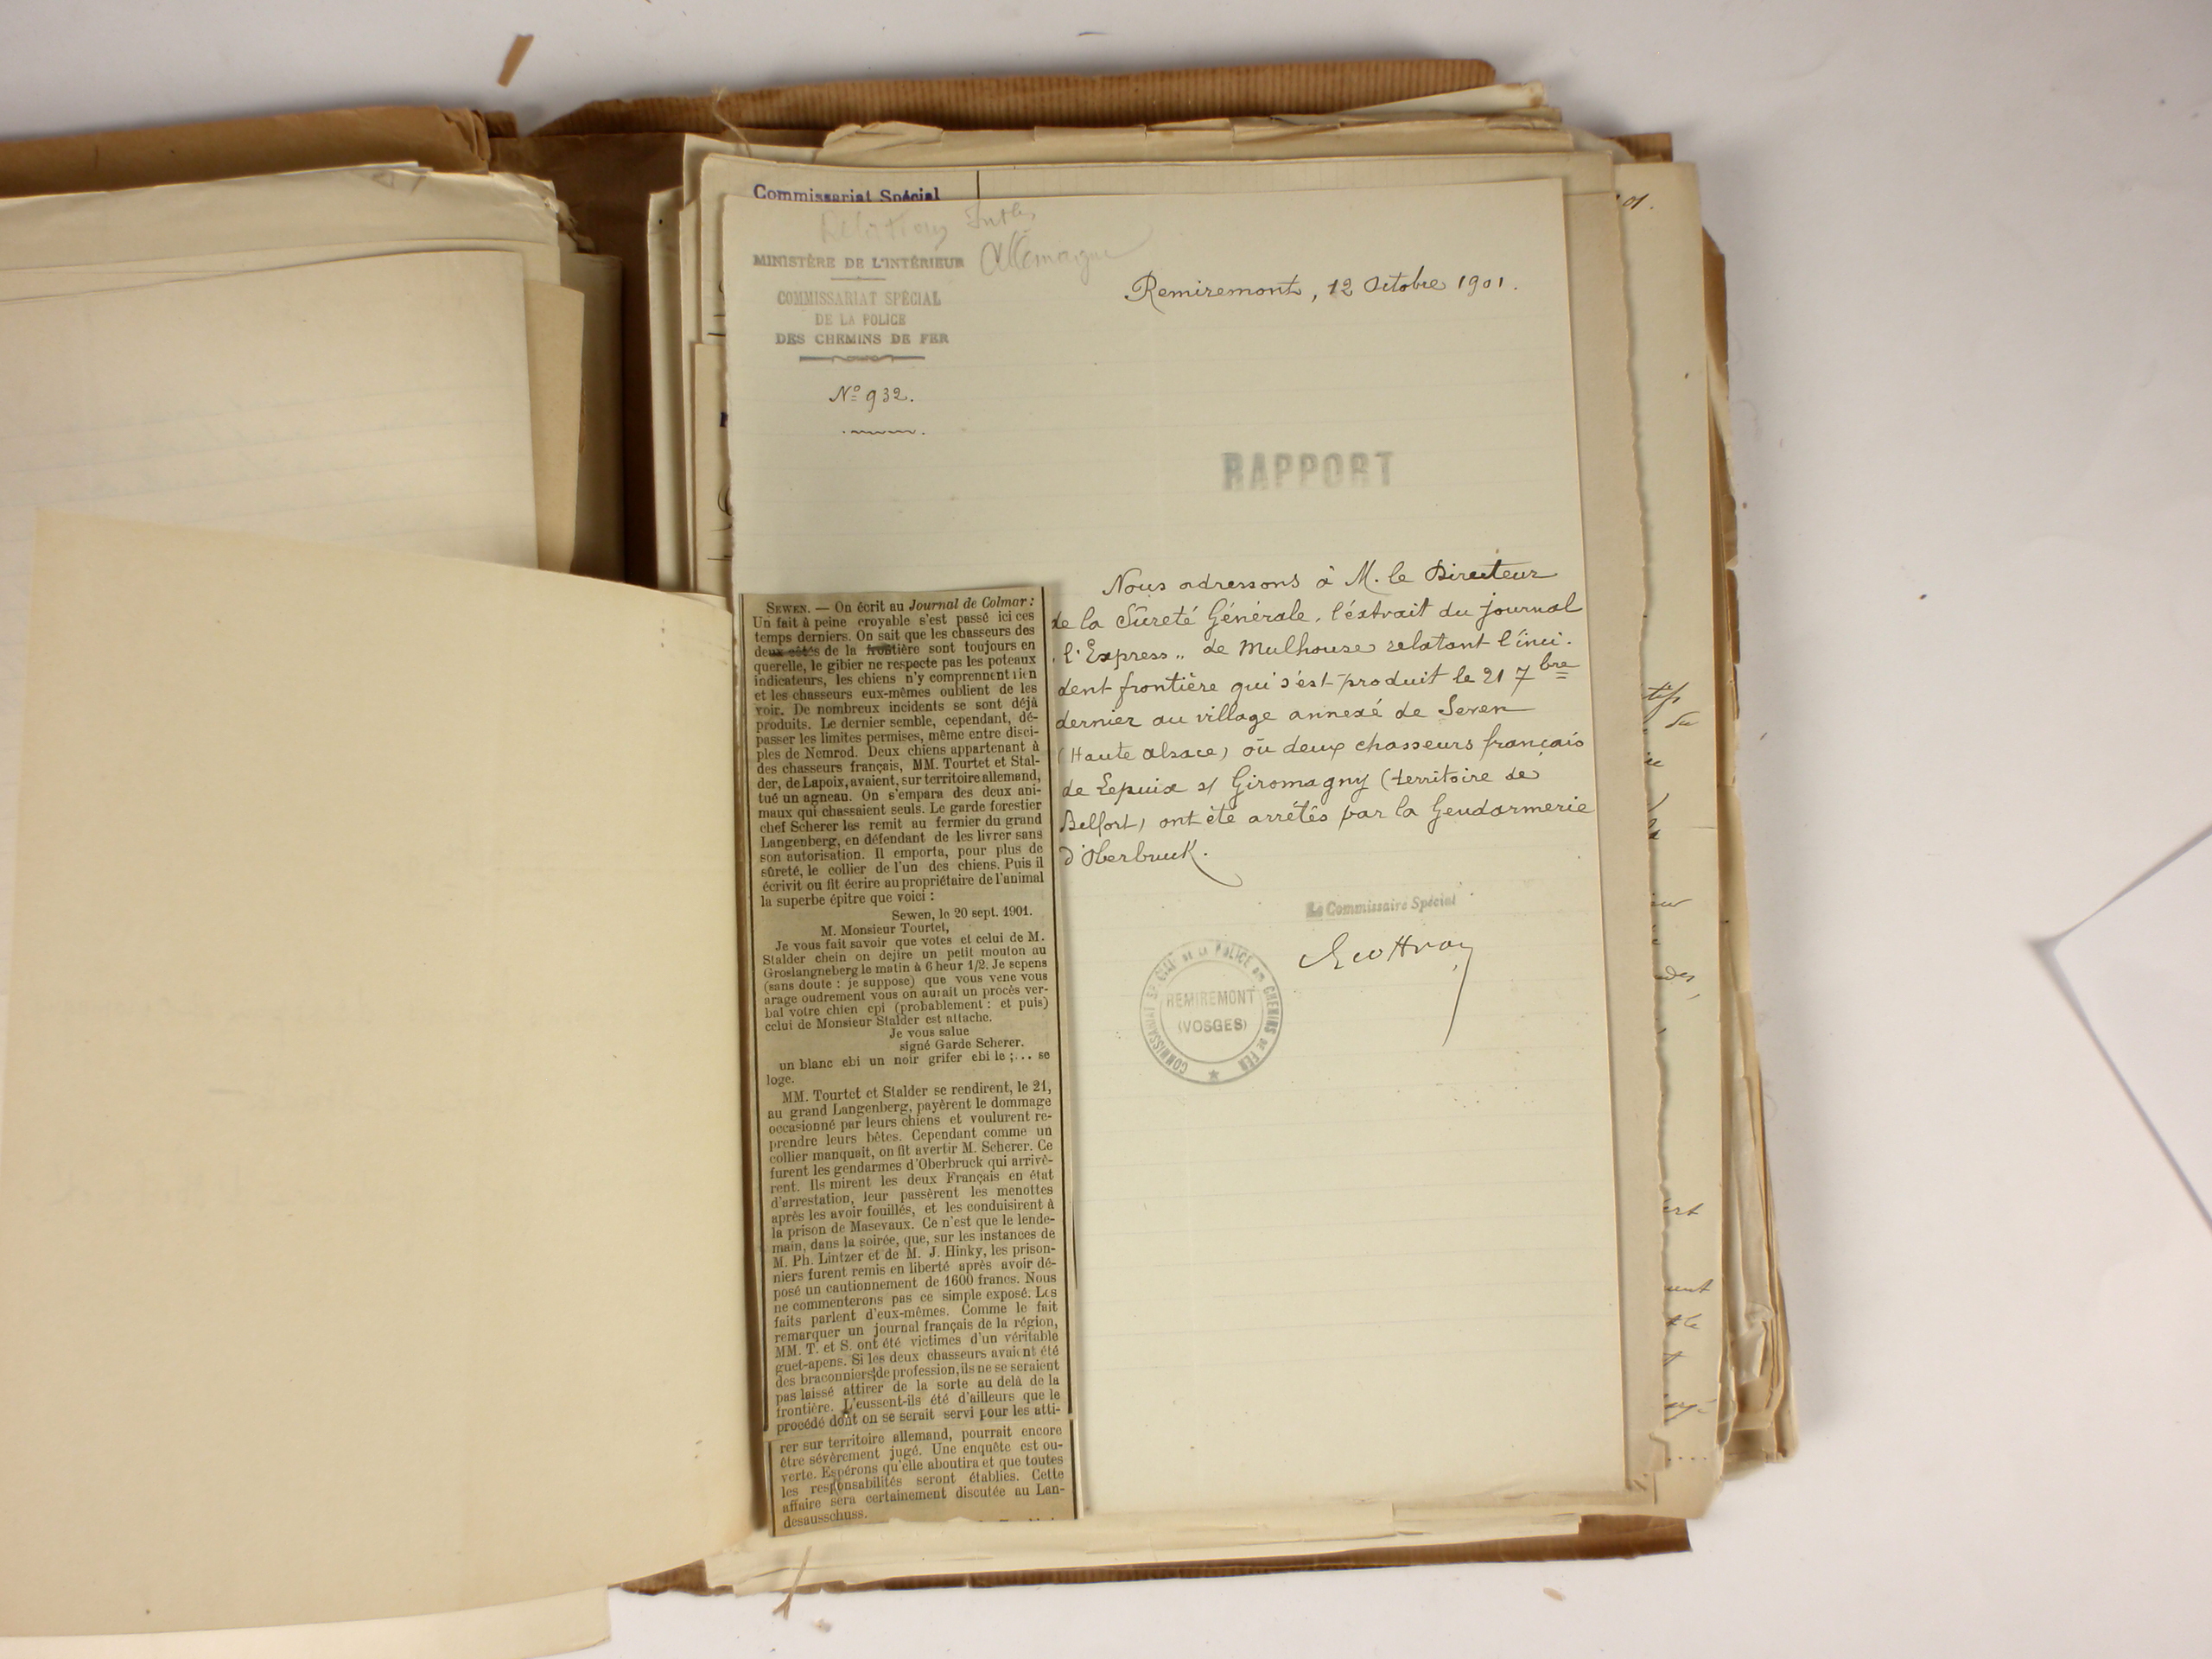 Commissariat Spécial
Relations Intles
Allemagne
MINISTÈRE DE L'INTÉRIEUR
COMMISSARIAT SPÉCIAL
DE LA POLICE
DES CHEMINS DE FER
No 932.
Remiremont, 12 Octobre 1901.
RAPPORT
Nous adressons à M. le Directeur
de la Sûreté Générale, l'éxtrait du journal
"l'Express" de Mulhouse relatant l'inci-
dent frontière qui s'est produit le 21 7bre
dernier au village annexé de Seven
(Haute alsace) où deux chasseurs français
de Lepuix s/ Giromagny (territoire de
Belfort) ont été arrêtés par la Gendarmerie
d'Oberbruck.
Le Commissaire Spécial
COMMISSARIAT SPÉCIAL DE LA POLICE DES CHEMINS DE FER
REMIREMONT
(VOSGES)
SEWEN. — On écrit au Journal de Colmar :
Un fait à peine croyable s'est passé ici ces
temps derniers. On sait que les chasseurs des
deux côtés de la frontière sont toujours en
querelle, le gibier ne respecte pas les poteaux
indicateurs, les chiens n'y comprennent rien
et les chasseurs eux-mêmes oublient de les
voir. De nombreux incidents se sont déjà
produits. Le dernier semble, cependant, dé-
passer les limites permises, même entre disci-
ples de Nemrod. Deux chiens appartenant à
des chasseurs français, MM. Tourtet et Stal-
der, de Lapoix, avaient, sur territoire allemand,
tué un agneau. On s'empara des deux ani-
maux qui chassaient seuls. Le garde forestier
chef Scherer les remit au fermier du grand
Langenberg, en défendant de les livrer sans
son autorisation. Il emporta, pour plus de
sûreté, le collier de l'un des chiens. Puis il
écrivit ou fit écrire au propriétaire de l'animal
la superbe épitre que voici :
Sewen, le 20 sept. 1901.
M. Monsieur Tourtet,
Je vous fait savoir que votes et celui de M.
Stalder chein on dejire un petit mouton au
Groslangneberg le matin à 6 heur 1/2. Je sepens
(sans doute : je suppose) que vous vene vous
arage oudrement vous on aurait un procès ver-
bal votre chien epi (probablement : et puis)
celui de Monsieur Stalder est attache.
Je vous salue
signé Garde Scherer.
un blanc ebi un noir grifer ebi le ;... se
loge.
MM. Tourtet et Stalder se rendirent, le 21,
au grand Langenberg, payèrent le dommage
occasionné par leurs chiens et voulurent re-
prendre leurs bêtes. Cependant comme un
collier manquait, on fit avertir M. Scherer. Ce
furent les gendarmes d'Oberbruck qui arrivè-
rent. Ils mirent les deux Français en état
d'arrestation, leur passèrent les menottes
après les avoir fouillés, et les conduisirent à
la prison de Masevaux. Ce n'est que le lende-
main, dans la soirée, que, sur les instances de
M. Ph. Lintzer et de M. J. Hinky, les prison-
niers furent remis en liberté après avoir dé-
posé un cautionnement de 1600 francs. Nous
ne commenterons pas ce simple exposé. Les
faits parlent d'eux-mêmes. Comme le fait
remarquer un journal français de la région,
MM. T. et S. ont été victimes d'un véritable
guet-apens. Si les deux chasseurs avaient été
des braconniers de profession, ils ne se seraient
pas laissé attirer de la sorte au delà de la
frontière. L'eussent-ils été d'ailleurs que le
procédé dont on se serait servi pour les atti-
rer sur territoire allemand, pourrait encore
être sévèrement jugé. Une enquête est ou-
verte. Espérons qu'elle aboutira et que toutes
les responsabilités seront établies. Cette
affaire sera certainement discutée au Lan-
desausschuss.